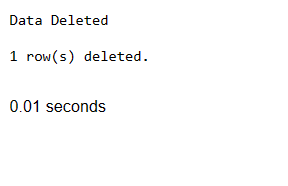 Data Deleted
1 row(s) deleted.
0.01 seconds